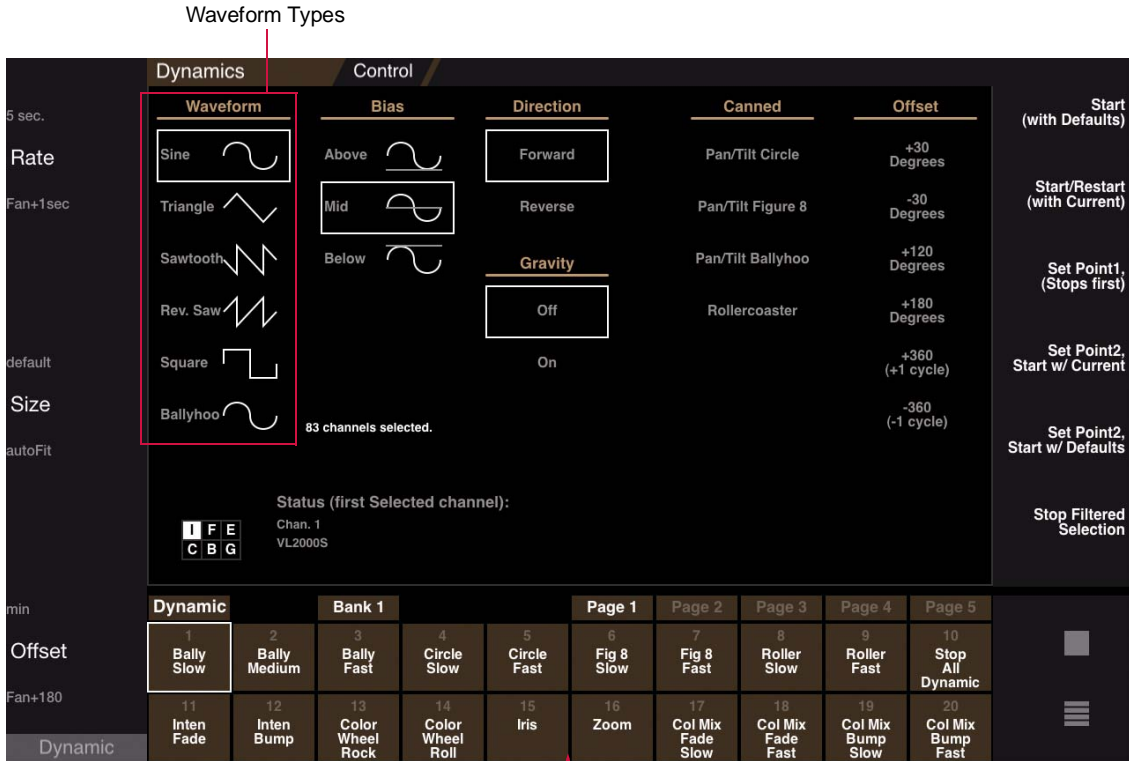 Waveform Types
Dynamics
Control
5 sec.
Rate
Fan+1sec
default
Size
autoFit
min
Offset
Fan+180
Dynamic
Waveform
Sine
Triangle
Sawtooth
Rev. Saw
Square
Ballyhoo
Bias
Above
Mid
Below
Direction
Forward
Reverse
Gravity
Off
On
Canned
Pan/Tilt Circle
Pan/Tilt Figure 8
Pan/Tilt Ballyhoo
Rollercoaster
Offset
+30
Degrees
-30
Degrees
+120
Degrees
+180
Degrees
+360
(+1 cycle)
-360
(-1 cycle)
83 channels selected.
Status (first Selected channel):
Chan. 1
VL2000S
I F E
C B G
Start
(with Defaults)
Start/Restart
(with Current)
Set Point1,
(Stops first)
Set Point2,
Start w/ Current
Set Point2,
Start w/ Defaults
Stop Filtered
Selection
Dynamic
Bank 1
Page 1
Page 2
Page 3
Page 4
Page 5
1
Bally
Slow
2
Bally
Medium
3
Bally
Fast
4
Circle
Slow
5
Circle
Fast
6
Fig 8
Slow
7
Fig 8
Fast
8
Roller
Slow
9
Roller
Fast
10
Stop
All
Dynamic
11
Inten
Fade
12
Inten
Bump
13
Color
Wheel
Rock
14
Color
Wheel
Roll
15
Iris
16
Zoom
17
Col Mix
Fade
Slow
18
Col Mix
Fade
Fast
19
Col Mix
Bump
Slow
20
Col Mix
Bump
Fast